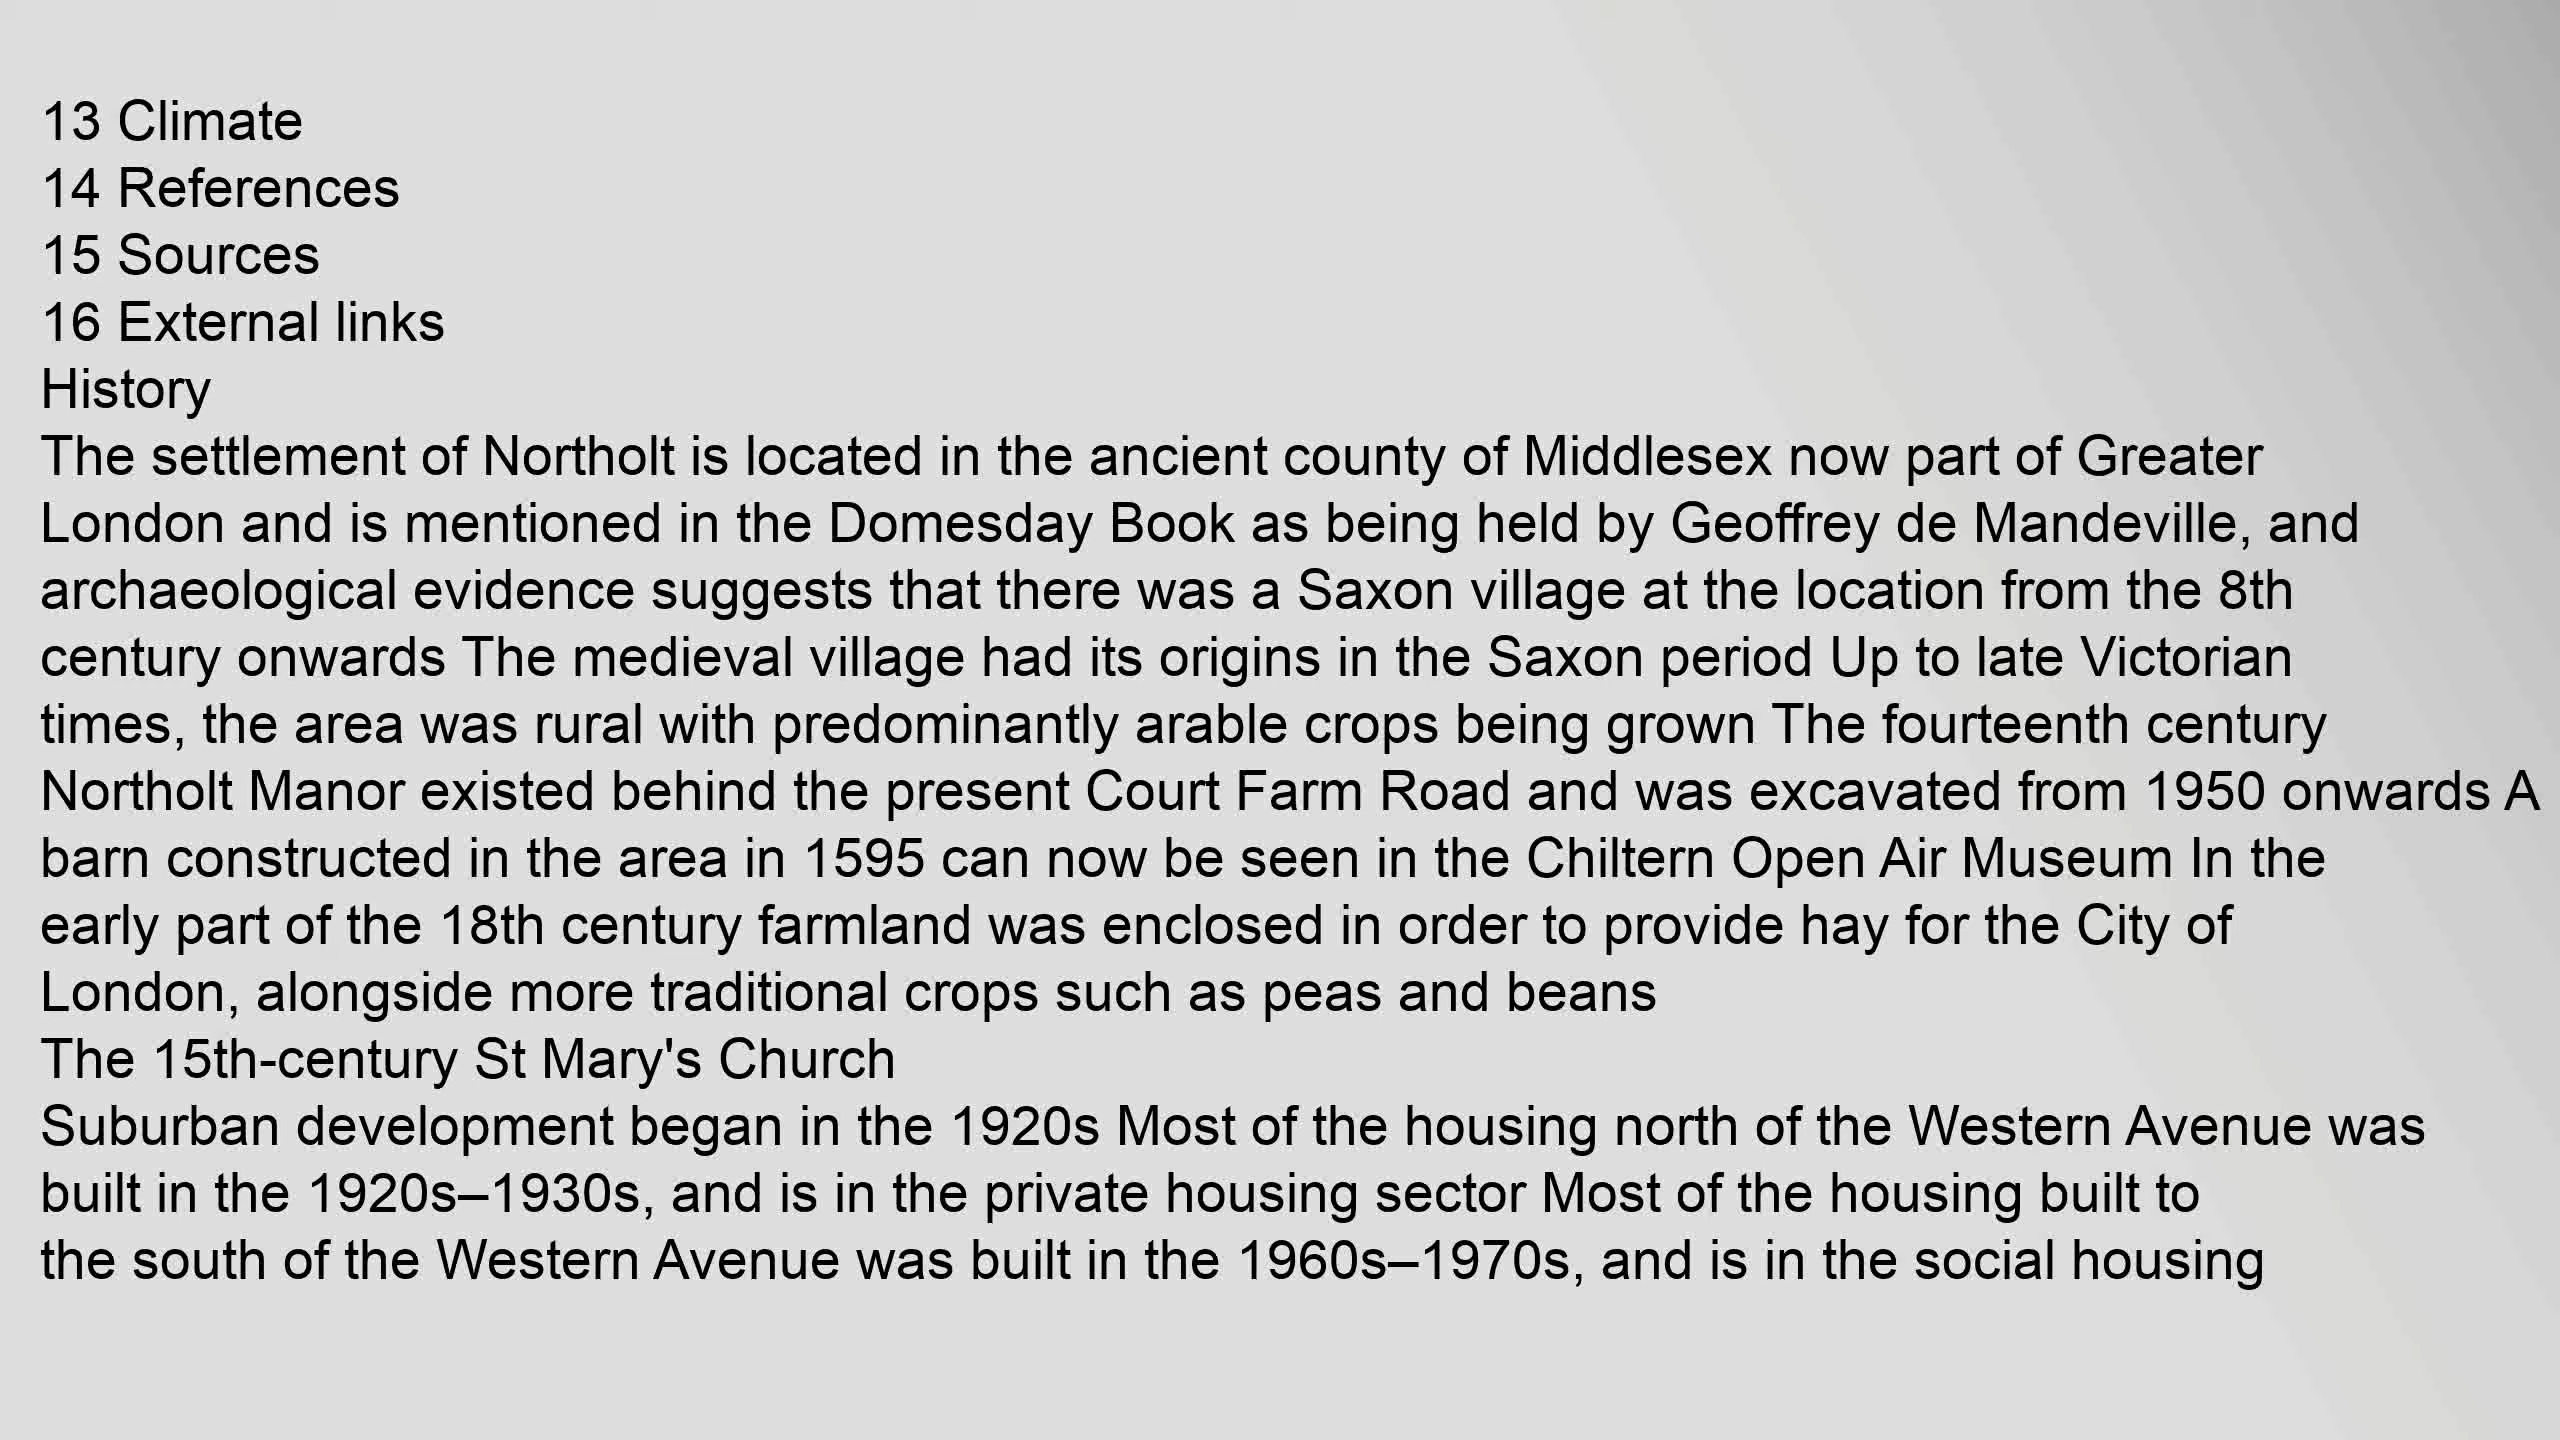 13 Climate
14 References
15 Sources
16 External links
History
The settlement of Northolt is located in the ancient county of Middlesex now part of Greater
London and is mentioned in the Domesday Book as being held by Geoffrey de Mandeville, and
archaeological evidence suggests that there was a Saxon village at the location from the 8th
century onwards The medieval village had its origins in the Saxon period Up to late Victorian
times, the area was rural with predominantly arable crops being grown The fourteenth century
Northolt Manor existed behind the present Court Farm Road and was excavated from 1950 onwards A
barn constructed in the area in 1595 can now be seen in the Chiltern Open Air Museum In the
early part of the 18th century farmland was enclosed in order to provide hay for the City of
London, alongside more traditional crops such as peas and beans
The 15th-century St Mary's Church
Suburban development began in the 1920s Most of the housing north of the Western Avenue was
built in the 1920s–1930s, and is in the private housing sector Most of the housing built to
the south of the Western Avenue was built in the 1960s–1970s, and is in the social housing